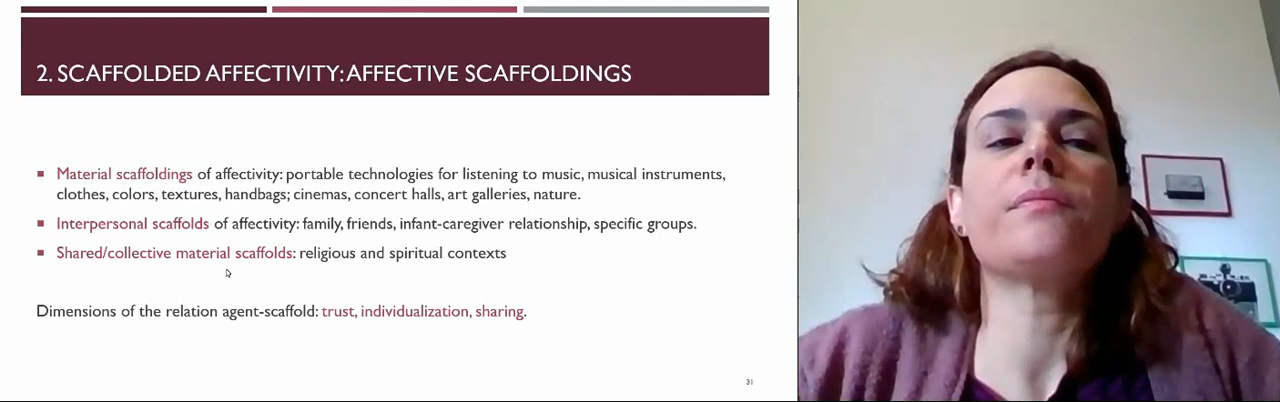 2. SCAFFOLDED AFFECTIVITY: AFFECTIVE SCAFFOLDINGS
Material scaffoldings of affectivity: portable technologies for listening to music, musical instruments,
clothes, colors, textures, handbags; cinemas, concert halls, art galleries, nature.
Interpersonal scaffolds of affectivity: family, friends, infant-caregiver relationship, specific groups.
Shared/collective material scaffolds: religious and spiritual contexts
Dimensions of the relation agent-scaffold: trust, individualization, sharing.
31